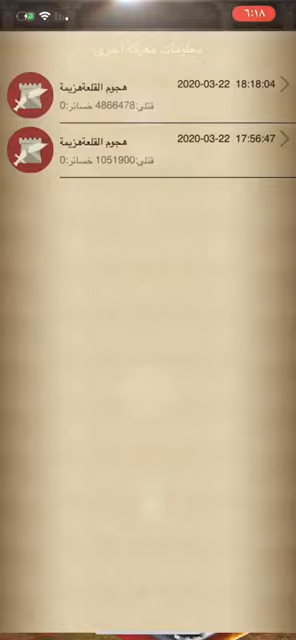 ٦:١٨
معلومات معركة أخرى
هجوم القلعةهزيمة 2020-03-22 18:18:04
قتلى:4866478 خسائر:0
هجوم القلعةهزيمة 2020-03-22 17:56:47
قتلى:1051900 خسائر:0